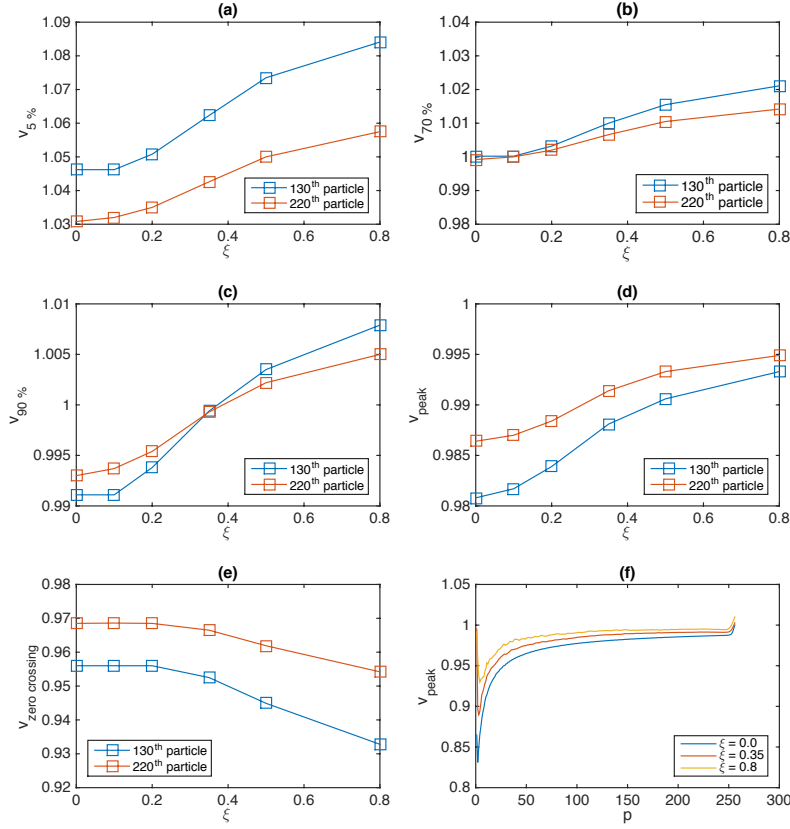 (a)
1.09
1.08
1.07
1.06
1.05
1.04
1.03
v5 %
0 0.2 0.4 0.6 0.8
ξ
130th particle
220th particle
(b)
1.04
1.03
1.02
1.01
1
0.99
0.98
v70 %
0 0.2 0.4 0.6 0.8
ξ
130th particle
220th particle
(c)
1.01
1.005
1
0.995
0.99
v90 %
0 0.2 0.4 0.6 0.8
ξ
130th particle
220th particle
(d)
1
0.995
0.99
0.985
0.98
vpeak
0 0.2 0.4 0.6 0.8
ξ
130th particle
220th particle
(e)
0.98
0.97
0.96
0.95
0.94
0.93
0.92
vzero crossing
0 0.2 0.4 0.6 0.8
ξ
130th particle
220th particle
(f)
1.05
1
0.95
0.9
0.85
0.8
vpeak
0 50 100 150 200 250 300
p
ξ = 0.0
ξ = 0.35
ξ = 0.8